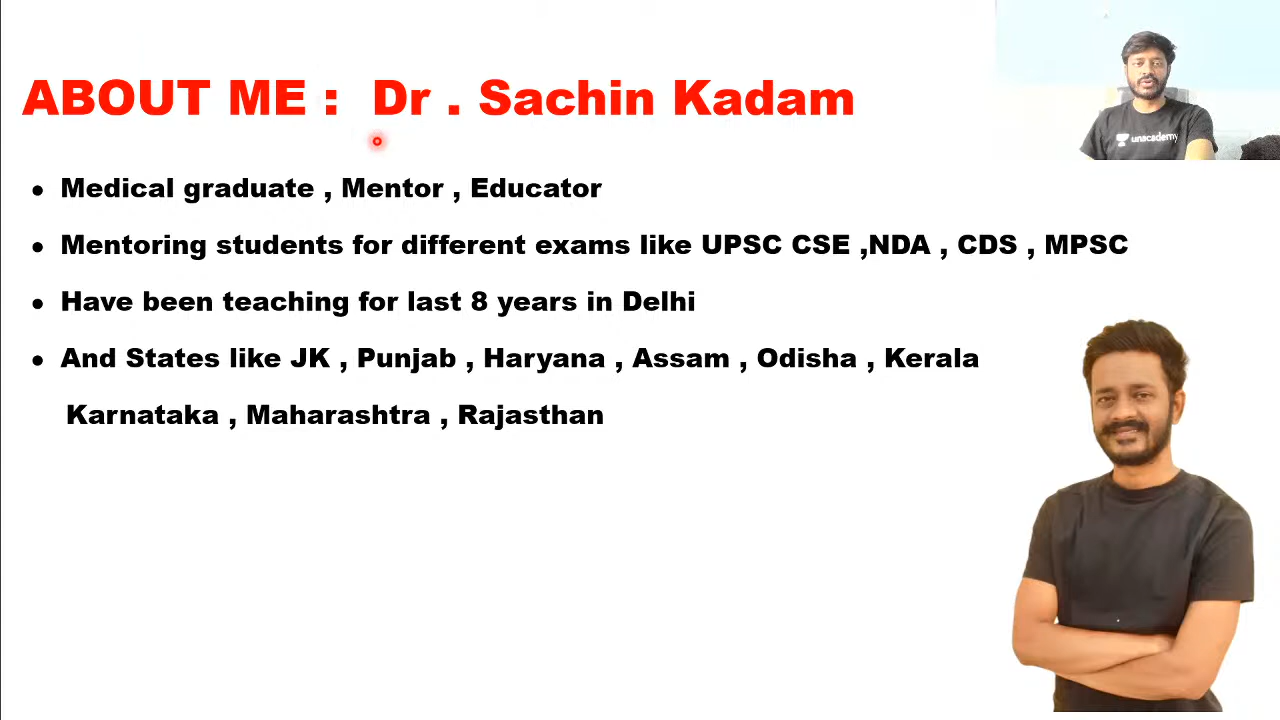 ABOUT ME : Dr . Sachin Kadam
unacademy
• Medical graduate , Mentor , Educator
• Mentoring students for different exams like UPSC CSE ,NDA , CDS , MPSC
• Have been teaching for last 8 years in Delhi
• And States like JK , Punjab , Haryana , Assam , Odisha , Kerala
Karnataka , Maharashtra , Rajasthan